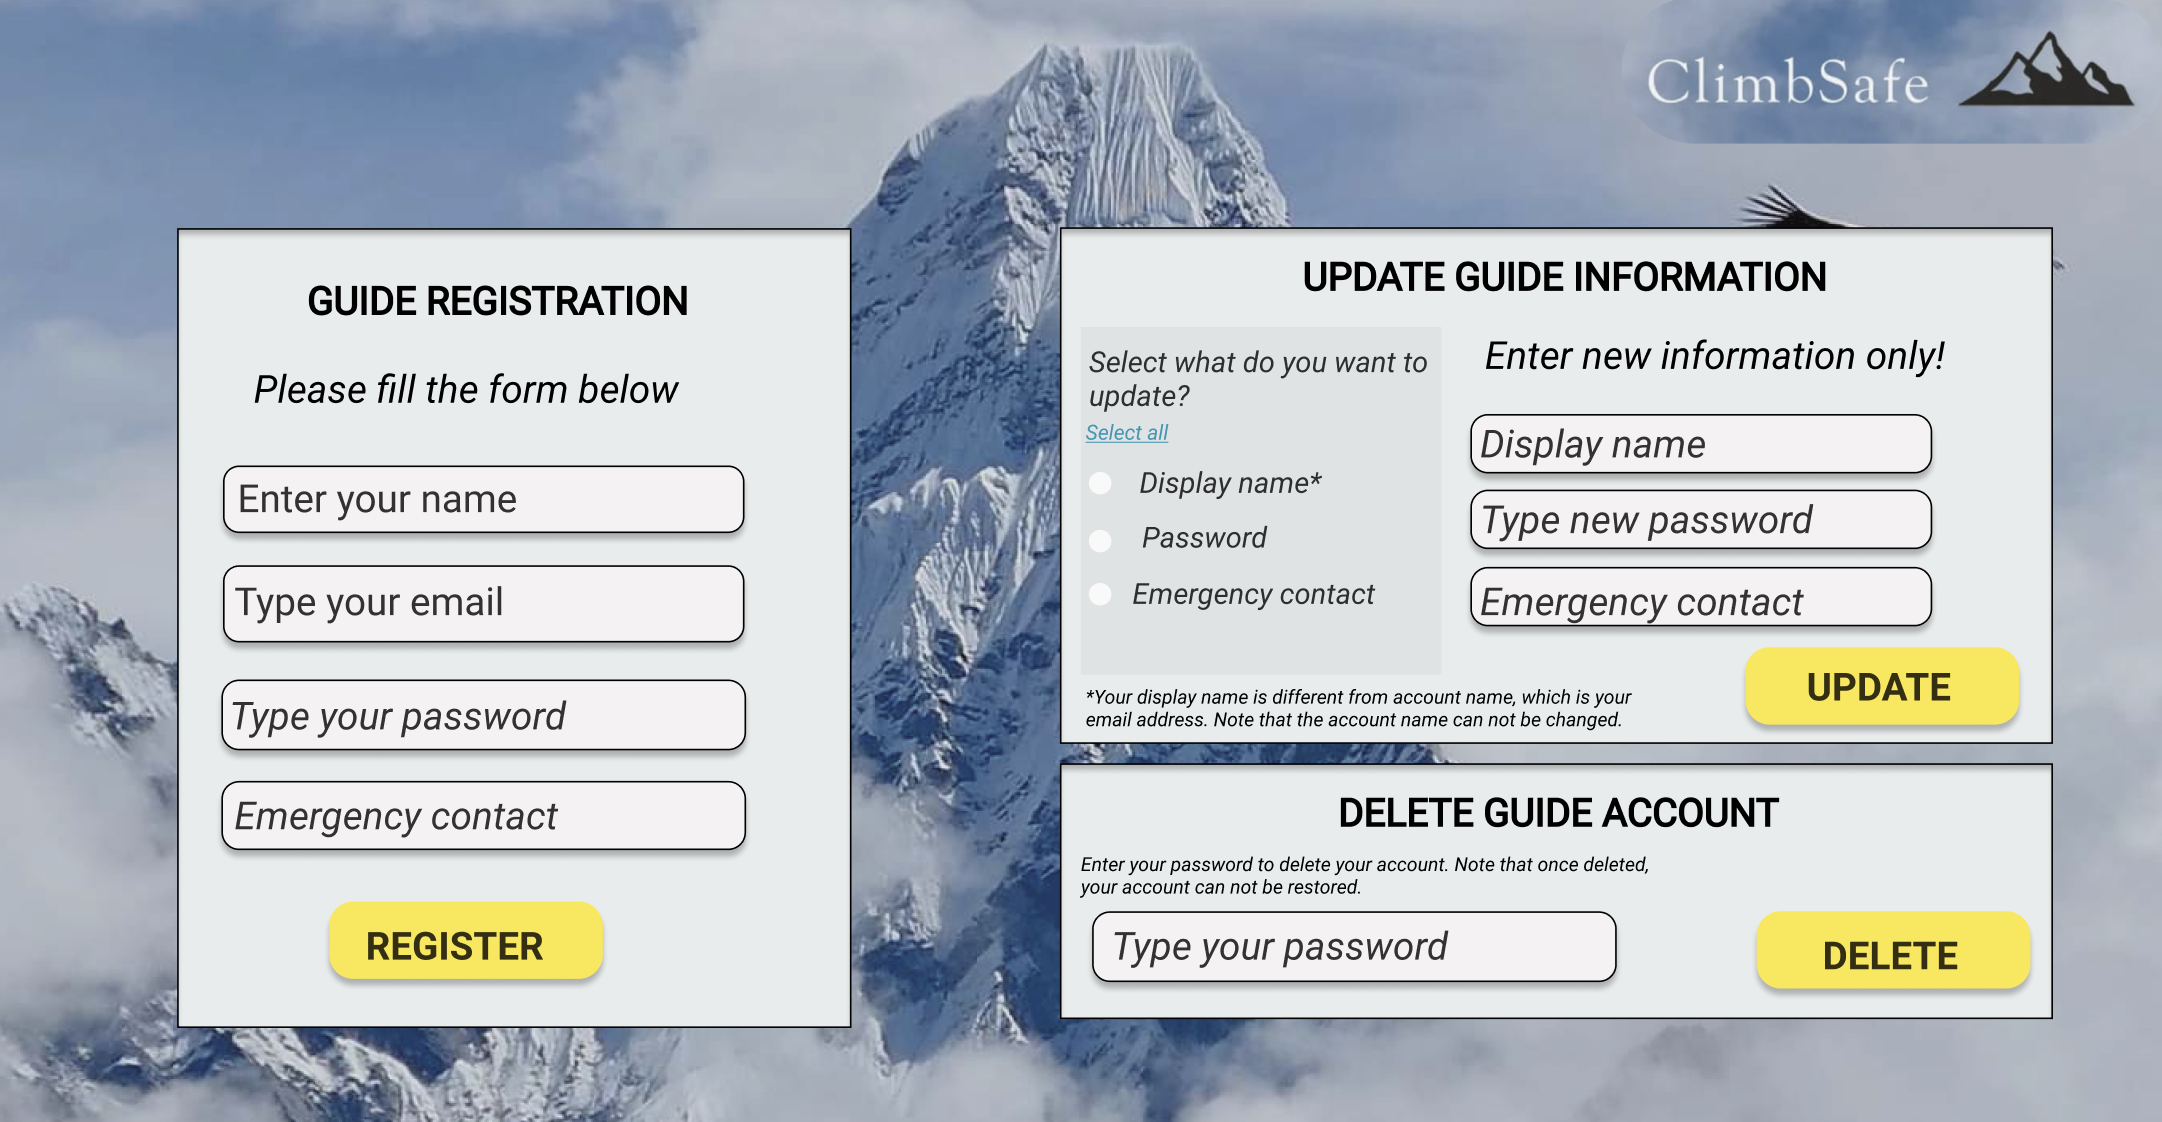 ClimbSafe
GUIDE REGISTRATION
Please fill the form below
Enter your name
Type your email
Type your password
Emergency contact
REGISTER
UPDATE GUIDE INFORMATION
Select what do you want to
update?
Select all
Display name*
Password
Emergency contact
Enter new information only!
Display name
Type new password
Emergency contact
*Your display name is different from account name, which is your
email address. Note that the account name can not be changed.
UPDATE
DELETE GUIDE ACCOUNT
Enter your password to delete your account. Note that once deleted,
your account can not be restored.
Type your password
DELETE